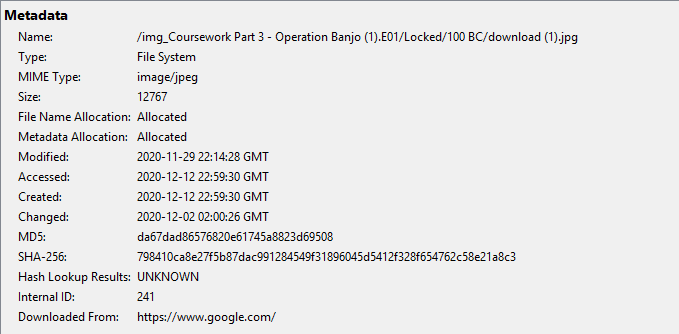 Metadata
Name: /img_Coursework Part 3 - Operation Banjo (1).E01/Locked/100 BC/download (1).jpg
Type: File System
MIME Type: image/jpeg
Size: 12767
File Name Allocation: Allocated
Metadata Allocation: Allocated
Modified: 2020-11-29 22:14:28 GMT
Accessed: 2020-12-12 22:59:30 GMT
Created: 2020-12-12 22:59:30 GMT
Changed: 2020-12-02 02:00:26 GMT
MD5: da67dad86576820e61745a8823d69508
SHA-256: 798410ca8e27f5b87dac991284549f31896045d5412f328f654762c58e21a8c3
Hash Lookup Results: UNKNOWN
Internal ID: 241
Downloaded From: https://www.google.com/